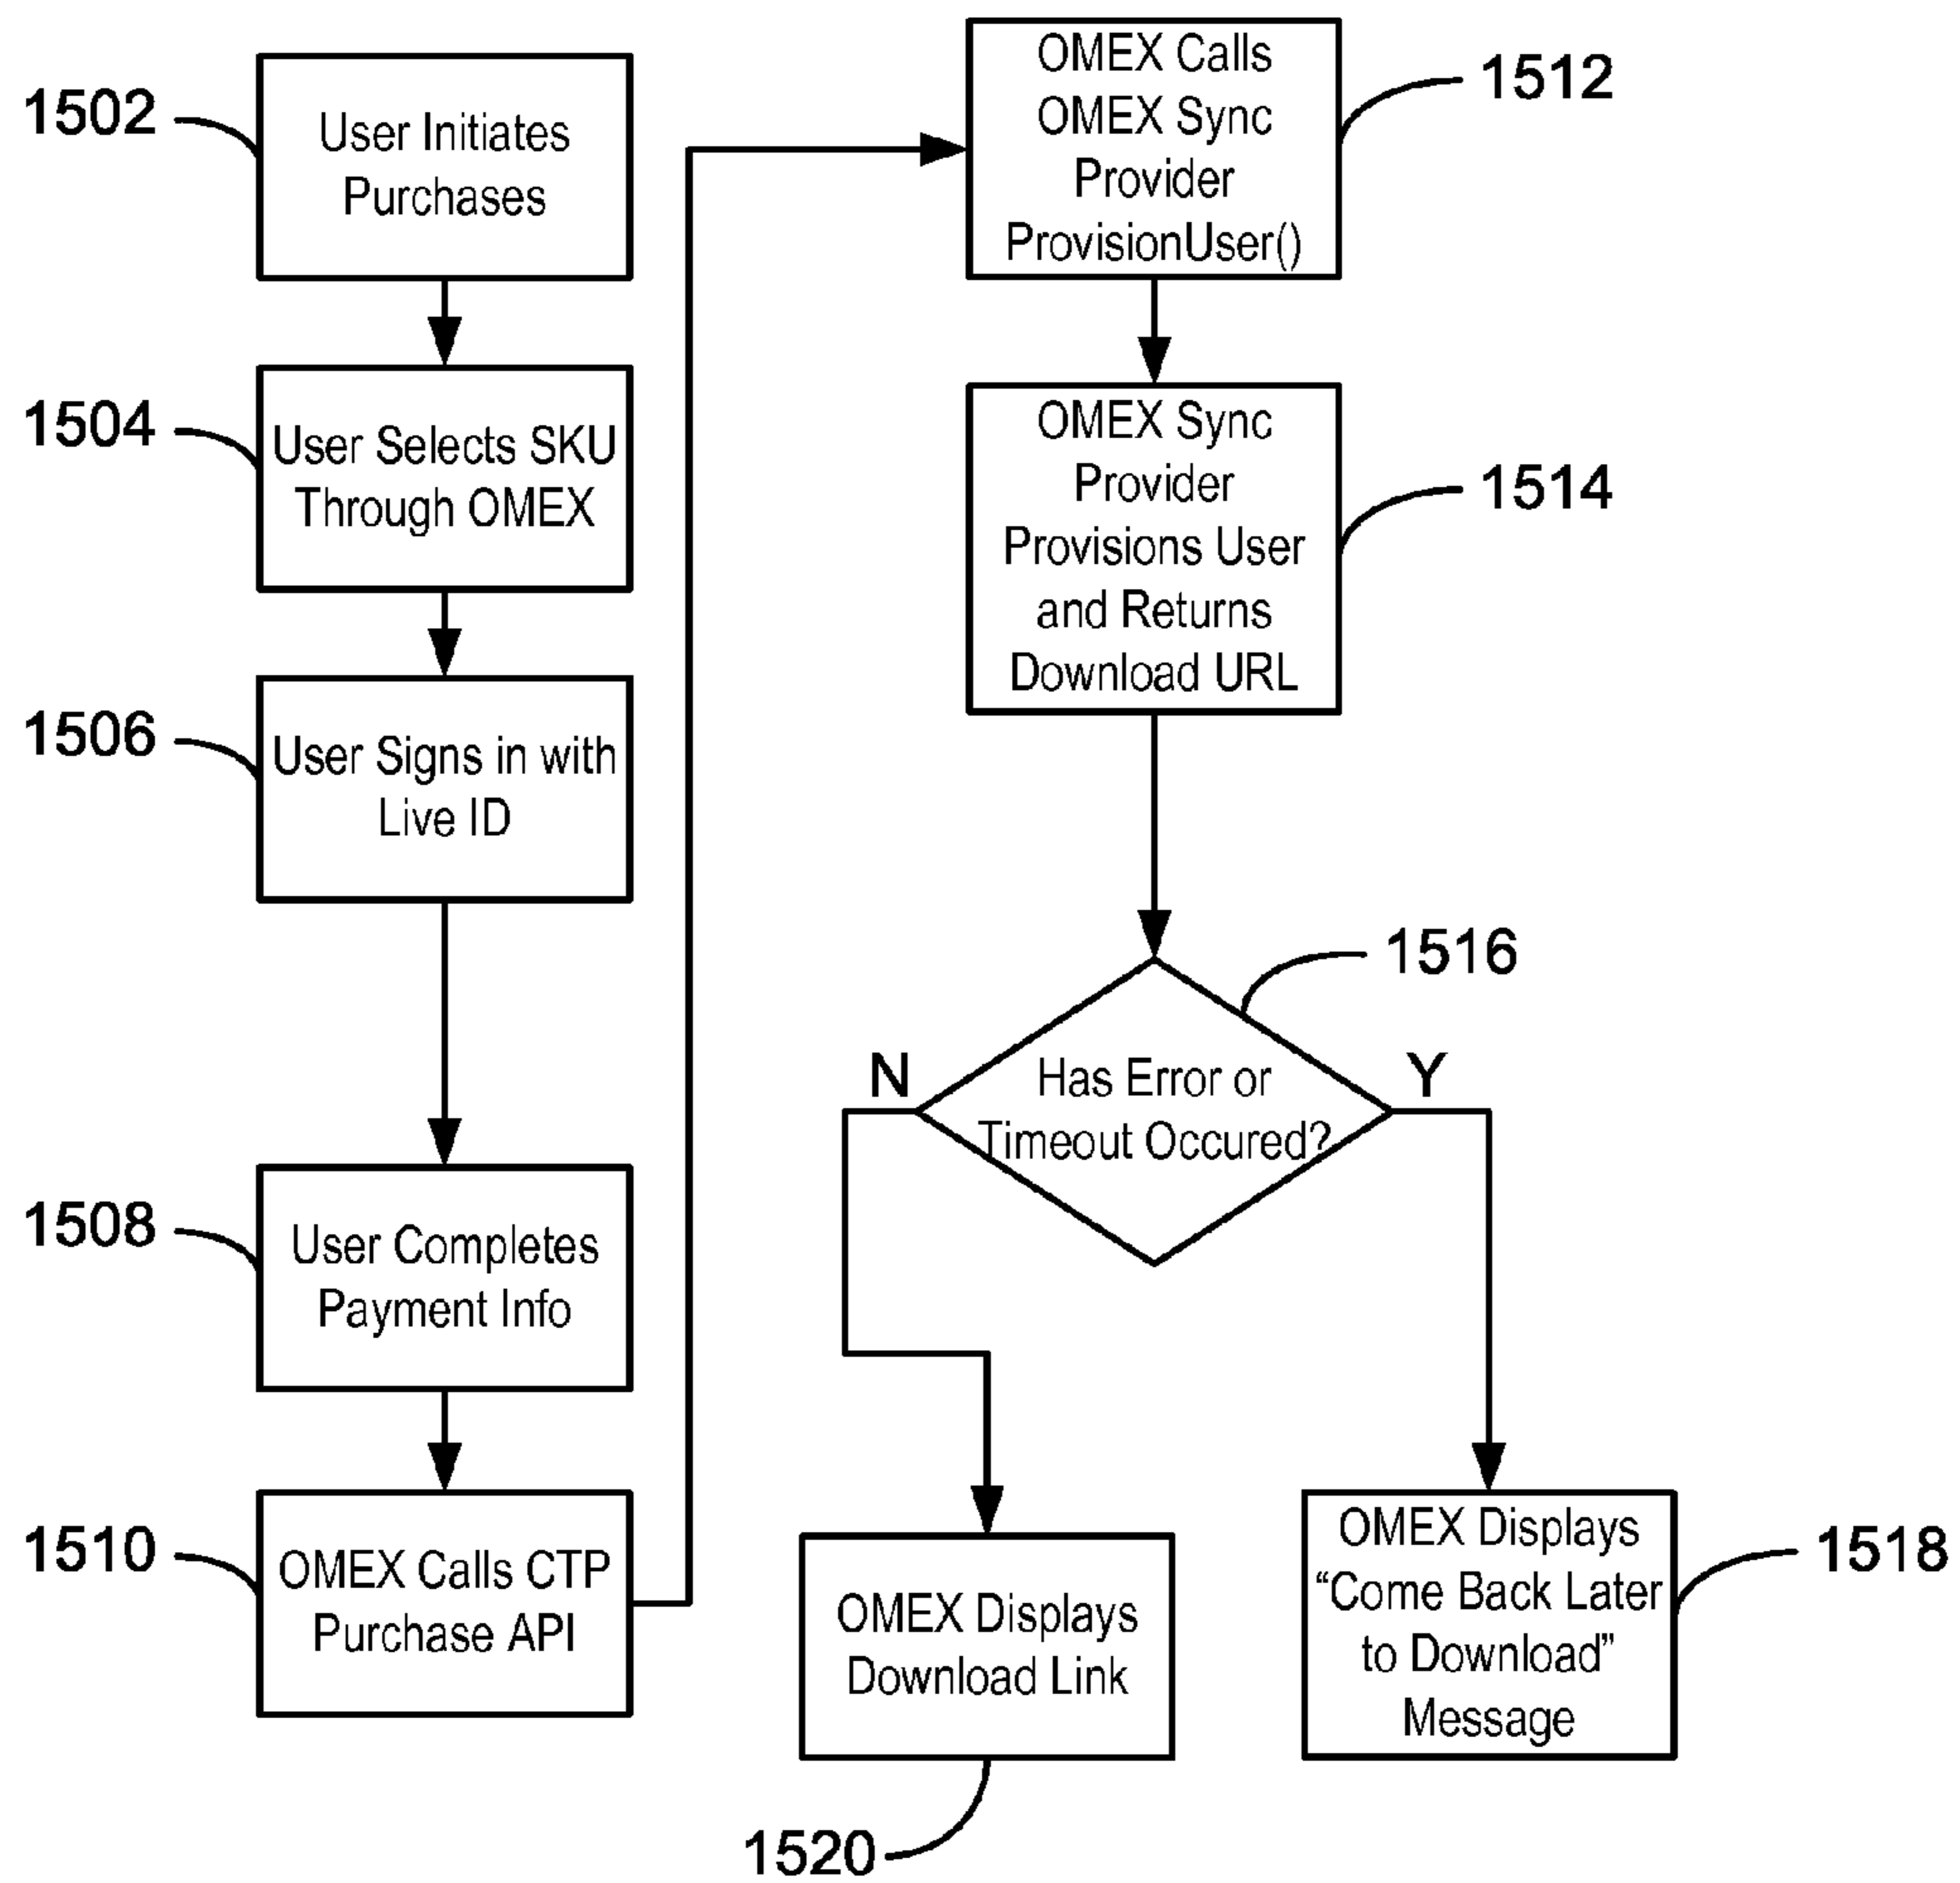 1502
User Initiates
Purchases
1504
User Selects SKU
Through OMEX
1506
User Signs in with
Live ID
1508
User Completes
Payment Info
1510
OMEX Calls CTP
Purchase API
OMEX Calls
OMEX Sync
Provider
ProvisionUser()
1512
OMEX Sync
Provider
Provisions User
and Returns
Download URL
1514
1516
N
Has Error or
Timeout Occured?
Y
OMEX Displays
Download Link
1520
OMEX Displays
“Come Back Later
to Download”
Message
1518